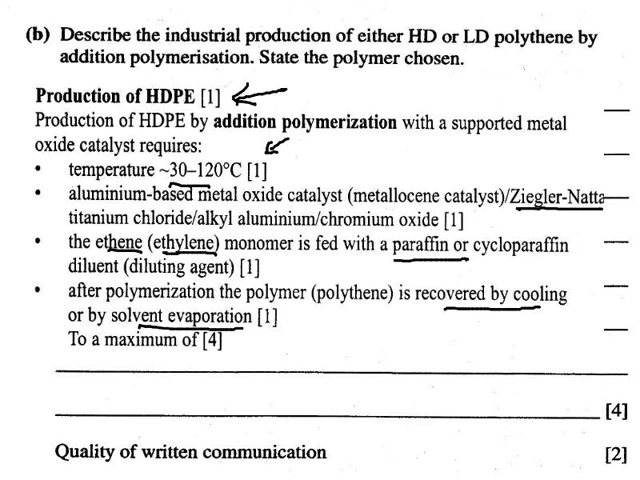 (b) Describe the industrial production of either HD or LD polythene by
addition polymerisation. State the polymer chosen.
Production of HDPE [1]
Production of HDPE by addition polymerization with a supported metal
oxide catalyst requires:
• temperature ~30–120°C [1]
• aluminium-based metal oxide catalyst (metallocene catalyst)/Ziegler-Natta
titanium chloride/alkyl aluminium/chromium oxide [1]
• the ethene (ethylene) monomer is fed with a paraffin or cycloparaffin
diluent (diluting agent) [1]
• after polymerization the polymer (polythene) is recovered by cooling
or by solvent evaporation [1]
To a maximum of [4]
[4]
Quality of written communication [2]